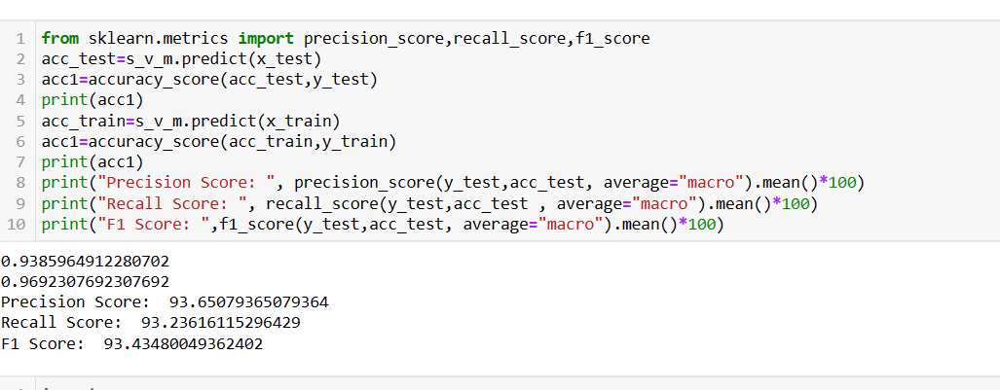 1 from sklearn.metrics import precision_score,recall_score,f1_score
2 acc_test=s_v_m.predict(x_test)
3 acc1=accuracy_score(acc_test,y_test)
4 print(acc1)
5 acc_train=s_v_m.predict(x_train)
6 acc1=accuracy_score(acc_train,y_train)
7 print(acc1)
8 print("Precision Score: ", precision_score(y_test,acc_test, average="macro").mean()*100)
9 print("Recall Score: ", recall_score(y_test,acc_test , average="macro").mean()*100)
10 print("F1 Score: ",f1_score(y_test,acc_test, average="macro").mean()*100)
0.9385964912280702
0.9692307692307692
Precision Score:  93.65079365079364
Recall Score:  93.23616115296429
F1 Score:  93.43480049362402